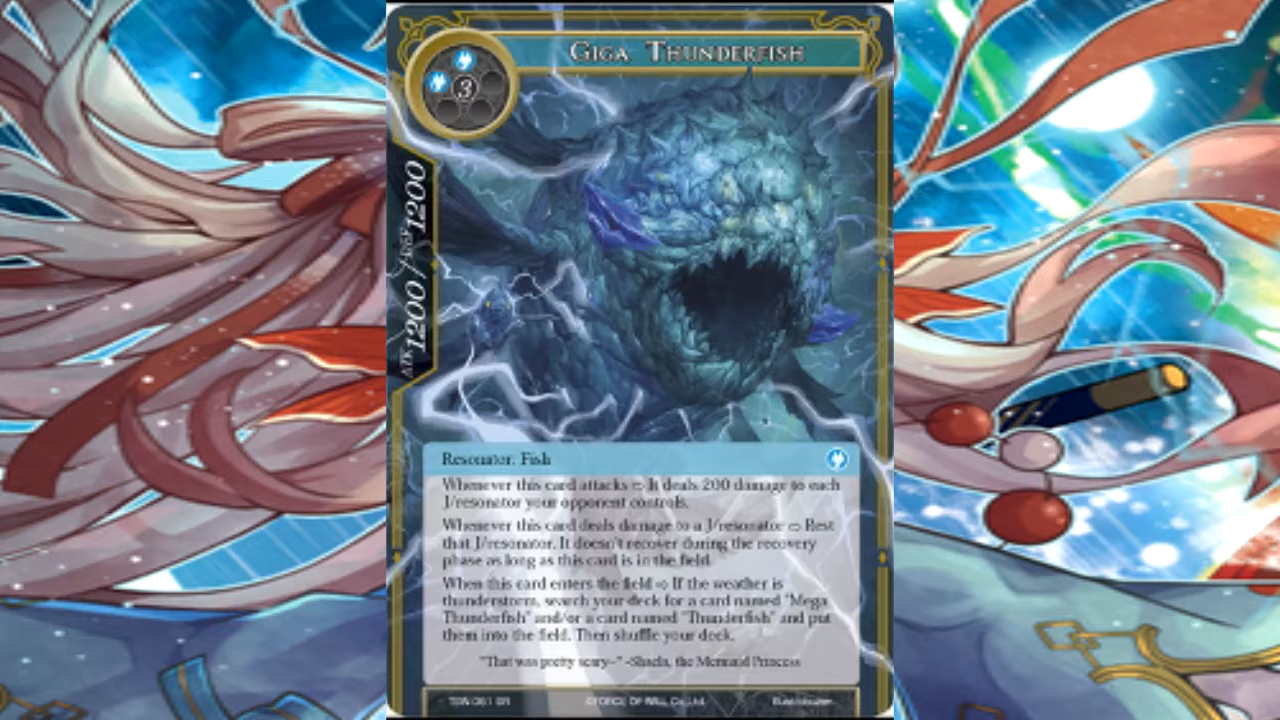 Giga Thunderfish
3
ATK 1200 / DEF 1200
Resonator: Fish
Whenever this card attacks ⇨ It deals 200 damage to each
J/resonator your opponent controls.
Whenever this card deals damage to a J/resonator ⇨ Rest
that J/resonator. It doesn't recover during the recovery
phase as long as this card is in the field.
When this card enters the field ⇨ If the weather is
thunderstorm, search your deck for a card named "Mega
Thunderfish" and/or a card named "Thunderfish" and put
them into the field. Then shuffle your deck.
"That was pretty scary~" -Shaela, the Mermaid Princess
©FORCE OF WILL Co.,Ltd.